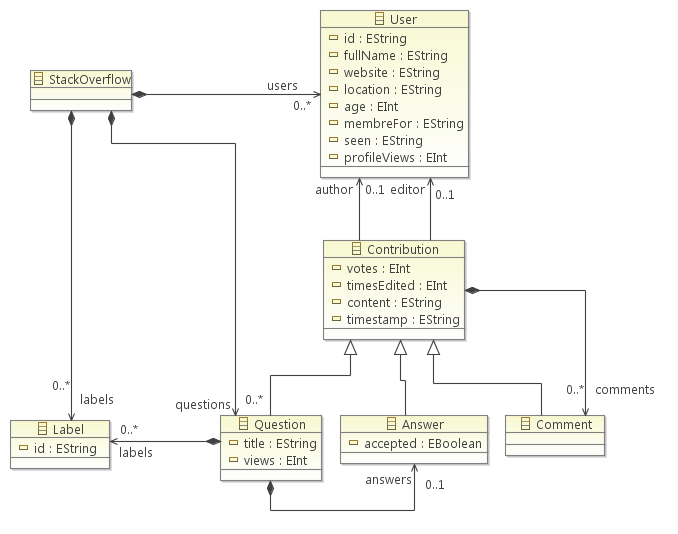 User
id : EString
fullName : EString
website : EString
location : EString
age : EInt
membreFor : EString
seen : EString
profileViews : EInt
StackOverflow
users
0..*
author
0..1
editor
0..1
Contribution
votes : EInt
timesEdited : EInt
content : EString
timestamp : EString
0..*
labels
questions
0..*
0..*
comments
Label
id : EString
0..*
labels
Question
title : EString
views : EInt
Answer
accepted : EBoolean
Comment
answers
0..1